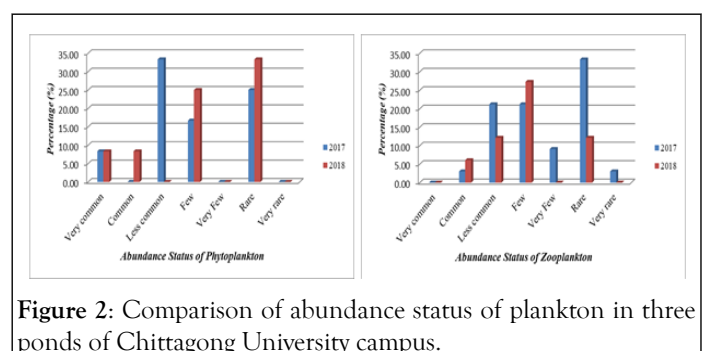 35.00
30.00
25.00
20.00
15.00
10.00
5.00
0.00
Percentage (%)
Very common
Common
Less common
Few
Very Few
Rare
Very rare
2017
2018
Abundance Status of Phytoplankton
35.00
30.00
25.00
20.00
15.00
10.00
5.00
0.00
Percentage (%)
Very common
Common
Less common
Few
Very Few
Rare
Very rare
2017
2018
Abundance Status of Zooplankton
Figure 2: Comparison of abundance status of plankton in three
ponds of Chittagong University campus.